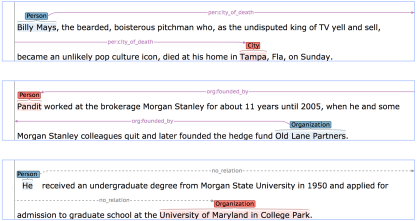 per:city_of_death
Person
Billy Mays, the bearded, boisterous pitchman who, as the undisputed king of TV yell and sell,
per:city_of_death
City
became an unlikely pop culture icon, died at his home in Tampa, Fla, on Sunday.
org:founded_by
Person
Pandit worked at the brokerage Morgan Stanley for about 11 years until 2005, when he and some
org:founded_by
Organization
Morgan Stanley colleagues quit and later founded the hedge fund Old Lane Partners.
no_relation
Person
He received an undergraduate degree from Morgan State University in 1950 and applied for
no_relation
Organization
admission to graduate school at the University of Maryland in College Park.